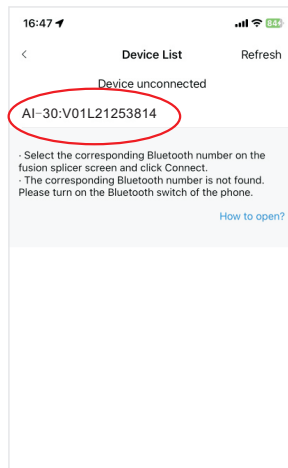 16:47
84
Device List
Refresh
Device unconnected
AI-30:V01L21253814
· Select the corresponding Bluetooth number on the
fusion splicer screen and click Connect.
· The corresponding Bluetooth number is not found.
Please turn on the Bluetooth switch of the phone.
How to open?